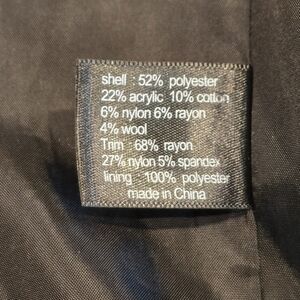 shell : 52% polyester
22% acrylic 10% cotton
6% nylon 6% rayon
4% wool
Trim : 68% rayon
27% nylon 5% spandex
lining : 100% polyester
made in China